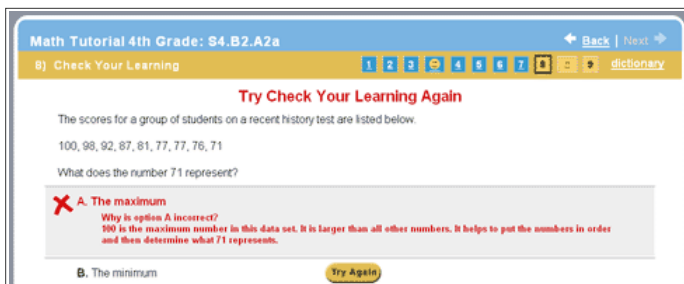 Math Tutorial 4th Grade: S4.B2.A2a
Back | Next
8) Check Your Learning
1 2 3 4 5 6 7 8 9 dictionary
Try Check Your Learning Again
The scores for a group of students on a recent history test are listed below.
100, 98, 92, 87, 81, 77, 77, 76, 71
What does the number 71 represent?
A. The maximum
Why is option A incorrect?
100 is the maximum number in this data set. It is larger than all other numbers. It helps to put the numbers in order
and then determine what 71 represents.
B. The minimum
Try Again